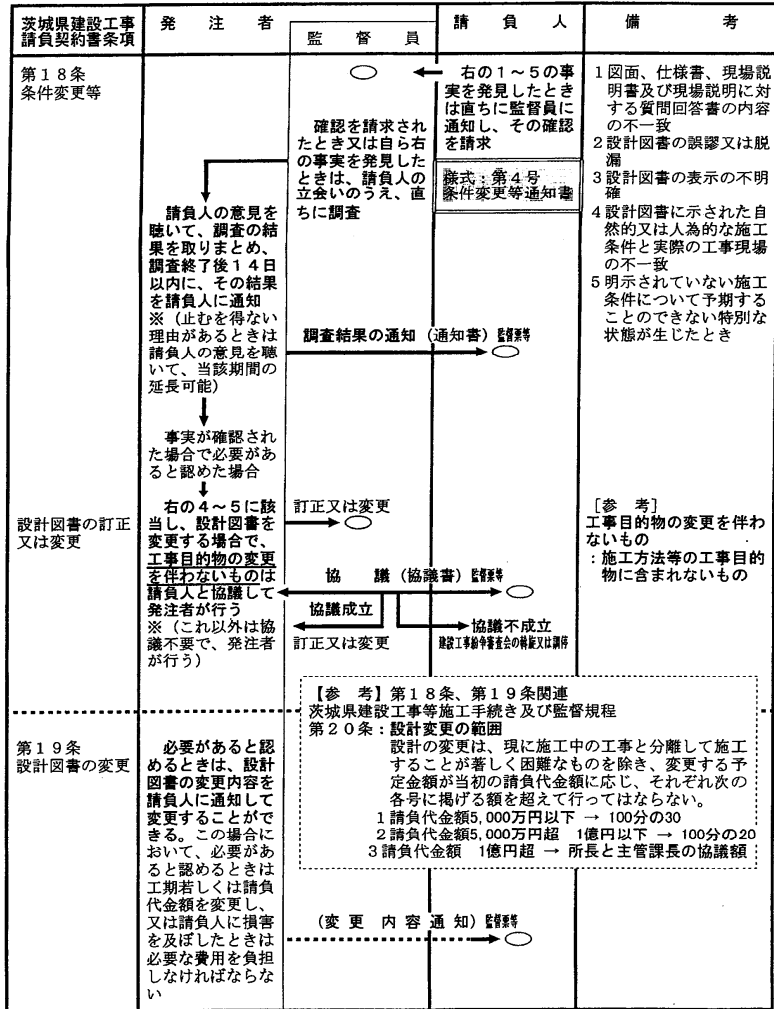 茨城県建設工事
請負契約書条項
発　注　者
監　督　員
請　負　人
備　　考
第１８条
条件変更等
右の１～５の事
実を発見したとき
は直ちに監督員に
通知し、その確認
を請求
様式：第４号
条件変更等通知書
確認を請求され
たとき又は自ら右
の事実を発見した
ときは、請負人の
立会いのうえ、直
ちに調査
１図面、仕様書、現場説
明書及び現場説明に対
する質問回答書の内容
の不一致
２設計図書の誤謬又は脱
漏
３設計図書の表示の不明
確
４設計図書に示された自
然的又は人為的な施工
条件と実際の工事現場
の不一致
５明示されていない施工
条件について予期する
ことのできない特別な
状態が生じたとき
請負人の意見を
聴いて、調査の結
果を取りまとめ、
調査終了後１４日
以内に、その結果
を請負人に通知
※（止むを得ない
理由があるときは
請負人の意見を聴
いて、当該期間の
延長可能）
調査結果の通知（通知書）
事実が確認され
た場合で必要があ
ると認めた場合
設計図書の訂正
又は変更
右の４～５に該
当し、設計図書を
変更する場合で、
工事目的物の変更
を伴わないものは
請負人と協議して
発注者が行う
※（これ以外は協
議不要で、発注者
が行う）
訂正又は変更
協　議（協議書）
協議成立
訂正又は変更
協議不成立
建設工事紛争審査会の斡旋又は調停
［参　考］
工事目的物の変更を伴わ
ないもの
：施工方法等の工事目的
物に含まれないもの
【参　考】第１８条、第１９条関連
茨城県建設工事等施工手続き及び監督規程
第２０条：設計変更の範囲
設計の変更は、現に施工中の工事と分離して施工
することが著しく困難なものを除き、変更する予
定金額が当初の請負代金額に応じ、それぞれ次の
各号に掲げる額を超えて行ってはならない。
１請負代金額5,000万円以下 → 100分の30
２請負代金額5,000万円超　1億円以下 → 100分の20
３請負代金額　1億円超 → 所長と主管課長の協議額
第１９条
設計図書の変更
必要があると認
めるときは、設計
図書の変更内容を
請負人に通知して
変更することがで
きる。この場合に
おいて、必要があ
ると認めるときは
工期若しくは請負
代金額を変更し、
又は請負人に損害
を及ぼしたときは
必要な費用を負担
しなければならな
い
（変 更 内 容 通 知）